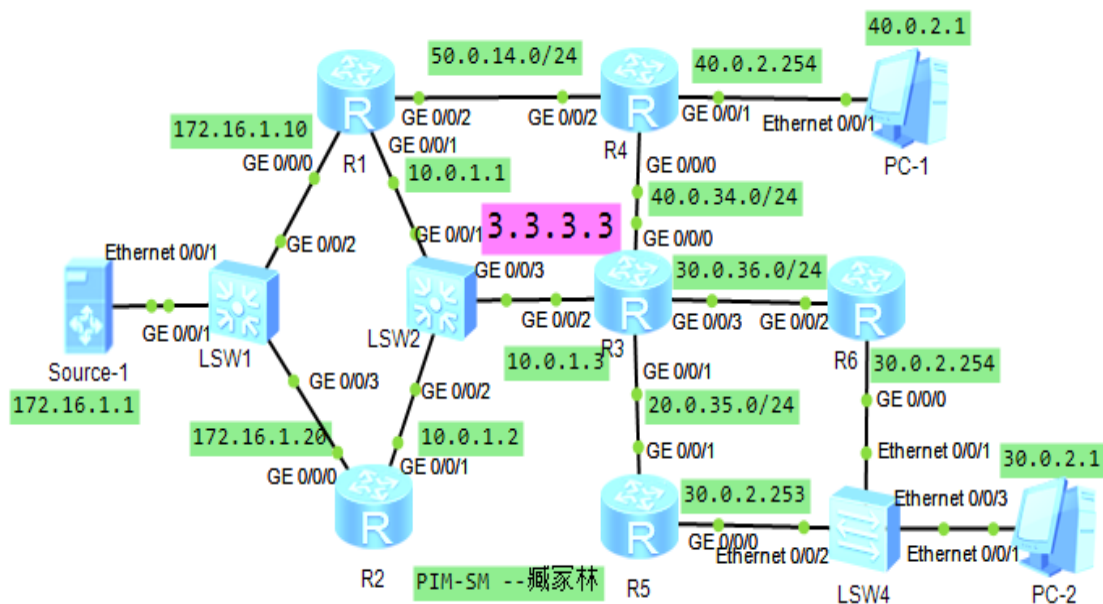 40.0.2.1
50.0.14.0/24
40.0.2.254
R
GE 0/0/2
GE 0/0/2
R
GE 0/0/1
Ethernet 0/0/1
PC-1
172.16.1.10
GE 0/0/0
R1
GE 0/0/1
R4
GE 0/0/0
10.0.1.1
40.0.34.0/24
3.3.3.3
GE 0/0/0
Ethernet 0/0/1
GE 0/0/2
GE 0/0/1
GE 0/0/3
30.0.36.0/24
R
R
GE 0/0/1
LSW1
LSW2
GE 0/0/2
R3
GE 0/0/3
GE 0/0/2
R6
Source-1
172.16.1.1
GE 0/0/3
GE 0/0/2
10.0.1.3
GE 0/0/1
30.0.2.254
GE 0/0/0
20.0.35.0/24
172.16.1.20
10.0.1.2
GE 0/0/0
GE 0/0/1
GE 0/0/1
Ethernet 0/0/1
30.0.2.1
R
R
30.0.2.253
Ethernet 0/0/3
GE 0/0/0
Ethernet 0/0/2
Ethernet 0/0/1
R2
PIM-SM --臧冡林
R5
LSW4
PC-2